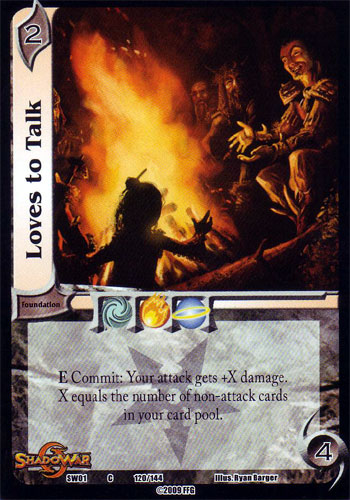 2
Loves to Talk
Foundation
E Commit: Your attack gets +X damage.
X equals the number of non-attack cards
in your card pool.
SHADOWAR
4
SW01 C 120/144 Illus. Ryan Barger
©2009 FFG